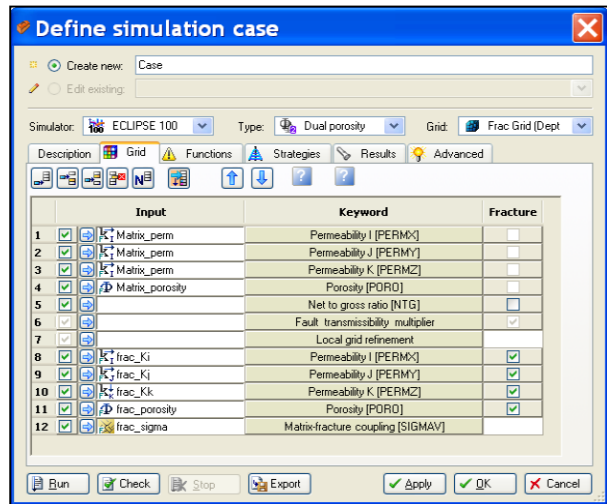 Define simulation case
Create new: Case
Edit existing:
Simulator: ECLIPSE 100 Type: Dual porosity Grid: Frac Grid (Dept
Description Grid Functions Strategies Results Advanced
Input Keyword Fracture
1 Matrix_perm Permeability I [PERMX]
2 Matrix_perm Permeability J [PERMY]
3 Matrix_perm Permeability K [PERMZ]
4 Matrix_porosity Porosity [PORO]
5 Net to gross ratio [NTG]
6 Fault transmissibility multiplier
7 Local grid refinement
8 frac_Ki Permeability I [PERMX]
9 frac_Kj Permeability J [PERMY]
10 frac_Kk Permeability K [PERMZ]
11 frac_porosity Porosity [PORO]
12 frac_sigma Matrix-fracture coupling [SIGMAV]
Run Check Stop Export Apply OK Cancel